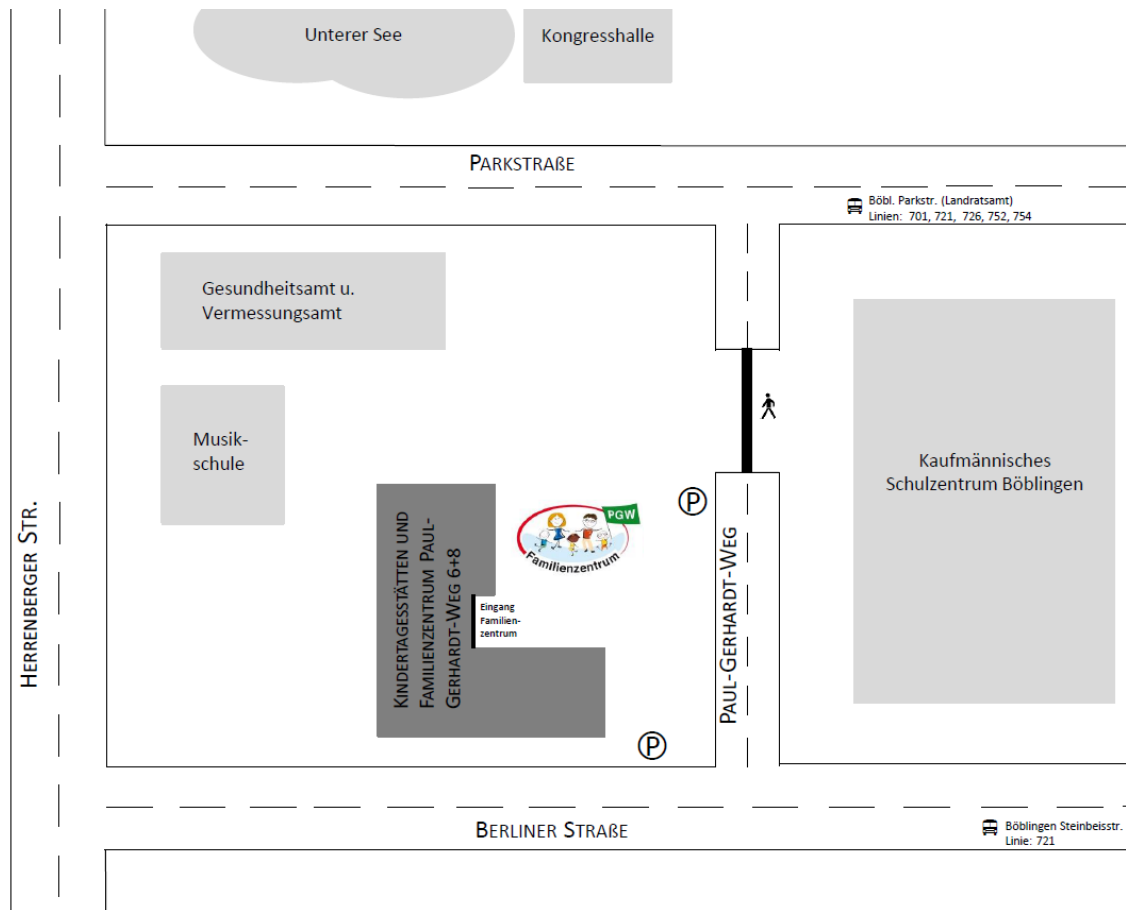 Unterer See
Kongresshalle
PARKSTRAßE
Böbl. Parkstr. (Landratsamt)
Linien: 701, 721, 726, 752, 754
Gesundheitsamt u.
Vermessungsamt
Musik-
schule
Kaufmännisches
Schulzentrum Böblingen
HERRENBERGER STR.
KINDERTAGESSTÄTTEN UND
FAMILIENZENTRUM PAUL-
GERHARDT-WEG 6+8
PGW
Familienzentrum
Eingang
Familien-
zentrum
P
PAUL-GERHARDT-WEG
P
BERLINER STRAßE
Böblingen Steinbeisstr.
Linie: 721